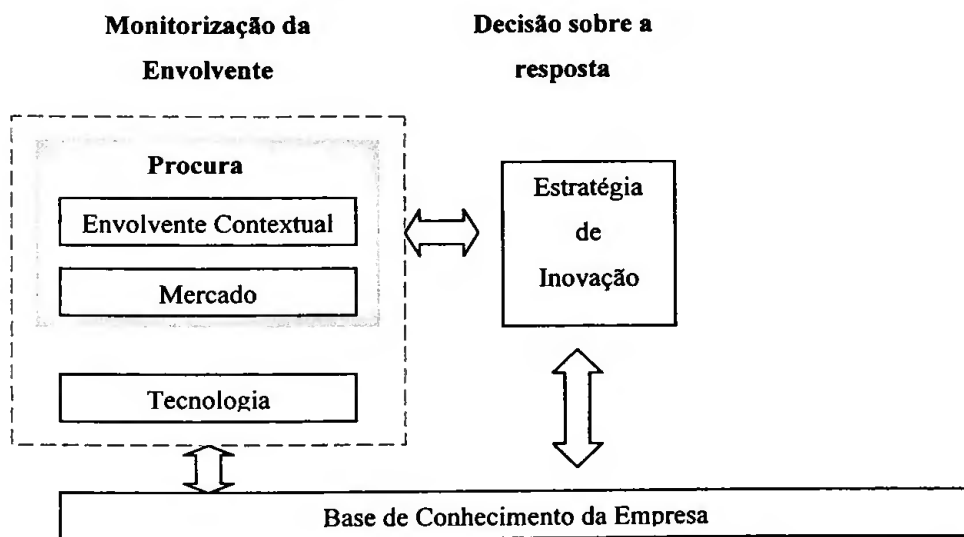 Monitorização da
Envolvente
Decisão sobre a
resposta
Procura
Envolvente Contextual
Mercado
Tecnologia
Estratégia
de
Inovação
Base de Conhecimento da Empresa